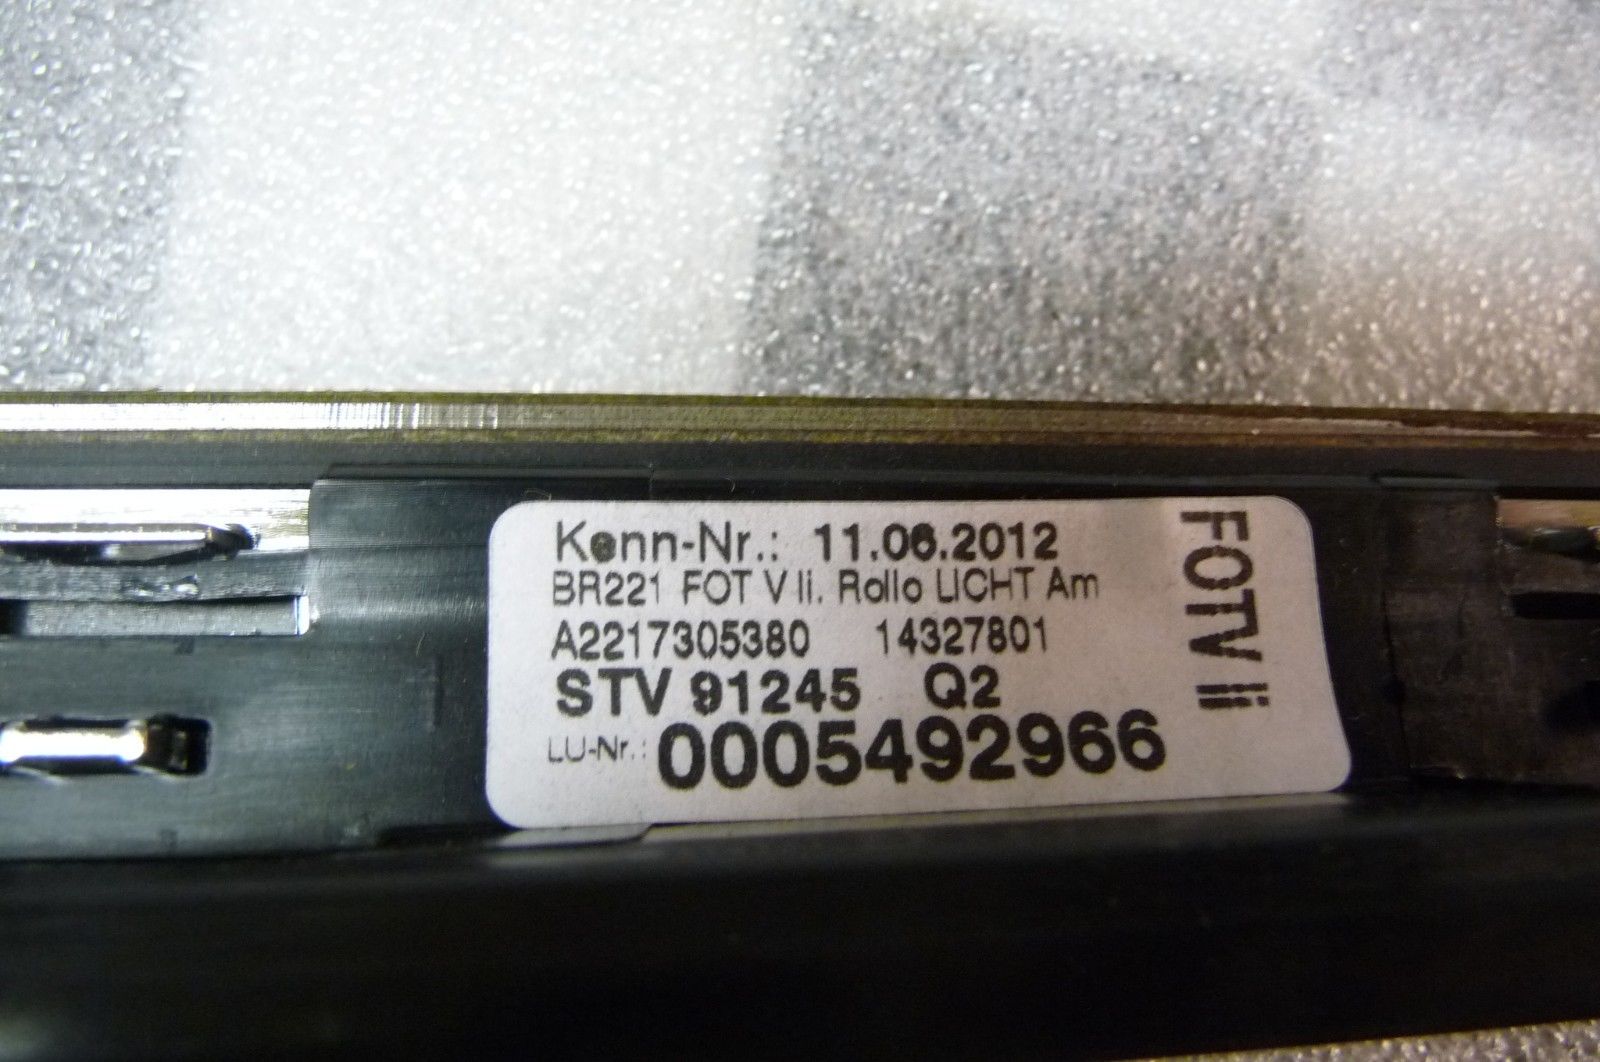 Kenn-Nr.: 11.06.2012
BR221 FOT V li. Rollo LICHT Am
A2217305380 14327801
STV 91245 Q2
LU-Nr.: 0005492966
FOTV li